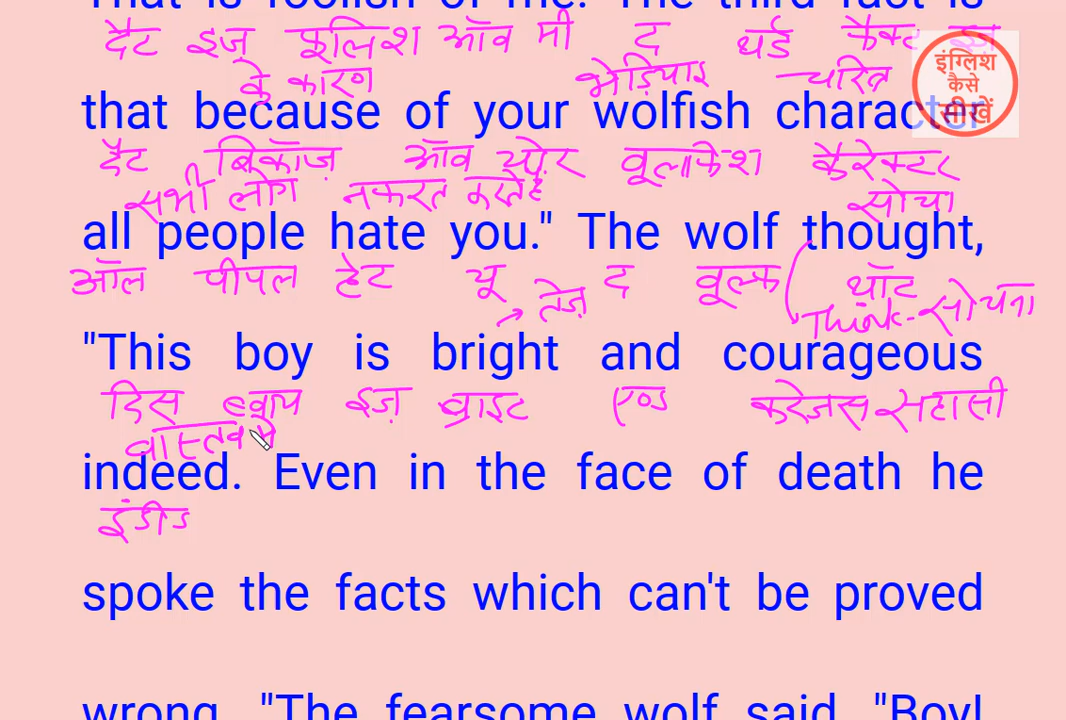 That is foolish of me. The third fact is
दैट इज़ फूलिश ऑव मी द थर्ड फैक्ट इज़
के कारण भेड़ियाई चरित्र
इंग्लिश कैसे सीखें
that because of your wolfish character
दैट बिकॉज़ ऑव योर वूल्फिश कैरेक्टर
सभी लोग नफरत करते हैं सोचा
all people hate you." The wolf thought,
ऑल पीपल हेट यू द वूल्फ थॉट
तेज़ Think-सोचना
"This boy is bright and courageous
दिस ब्वाय इज़ ब्राइट एण्ड करेजस सहासी
वास्तव में
indeed. Even in the face of death he
इंडीड
spoke the facts which can't be proved
wrong. "The fearsome wolf said, "Boy!